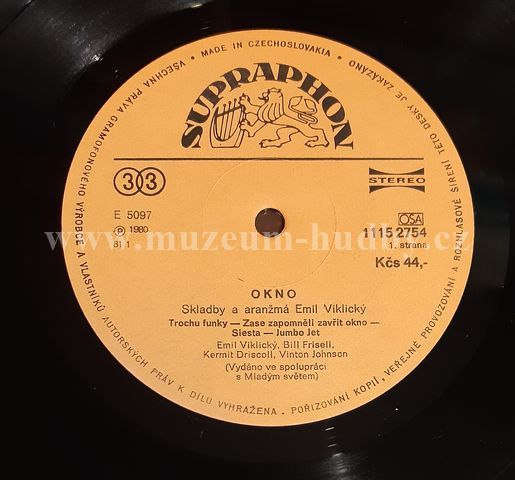 VŠECHNA PRÁVA GRAMOFONOVÉHO VÝROBCE A VLASTNÍKŮ AUTORSKÝCH PRÁV K DÍLU VYHRAŽENA. • POŘIZOVÁNÍ KOPIÍ, VEŘEJNÉ PROVOZOVÁNÍ A ROZHLASOVÉ ŠÍŘENÍ TÉTO DESKY JE ZAKÁZÁNO
• MADE IN CZECHOSLOVAKIA •
SUPRAPHON
33
STEREO
E 5097
℗ 1980
81 1
OSA
1115 2754
1. strana
Kčs 44,-
www.muzeum-hudby.cz
OKNO
Skladby a aranžmá Emil Viklický
Trochu funky — Zase zapomněli zavřít okno —
Siesta — Jumbo Jet
Emil Viklický, Bill Frisell,
Kermit Driscoll, Vinton Johnson
(Vydáno ve spolupráci
s Mladým světem)